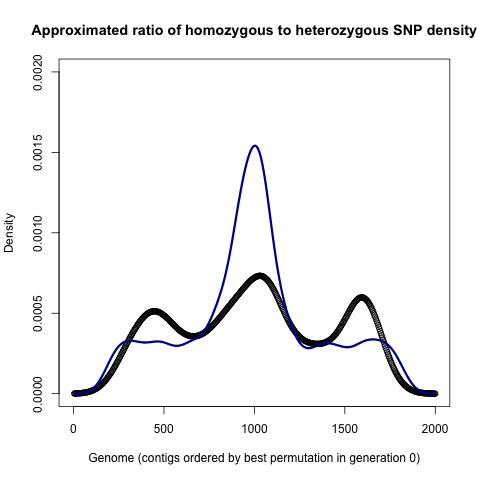 Approximated ratio of homozygous to heterozygous SNP density
0.0020
0.0015
0.0010
0.0005
0.0000
Density
0 500 1000 1500 2000
Genome (contigs ordered by best permutation in generation 0)